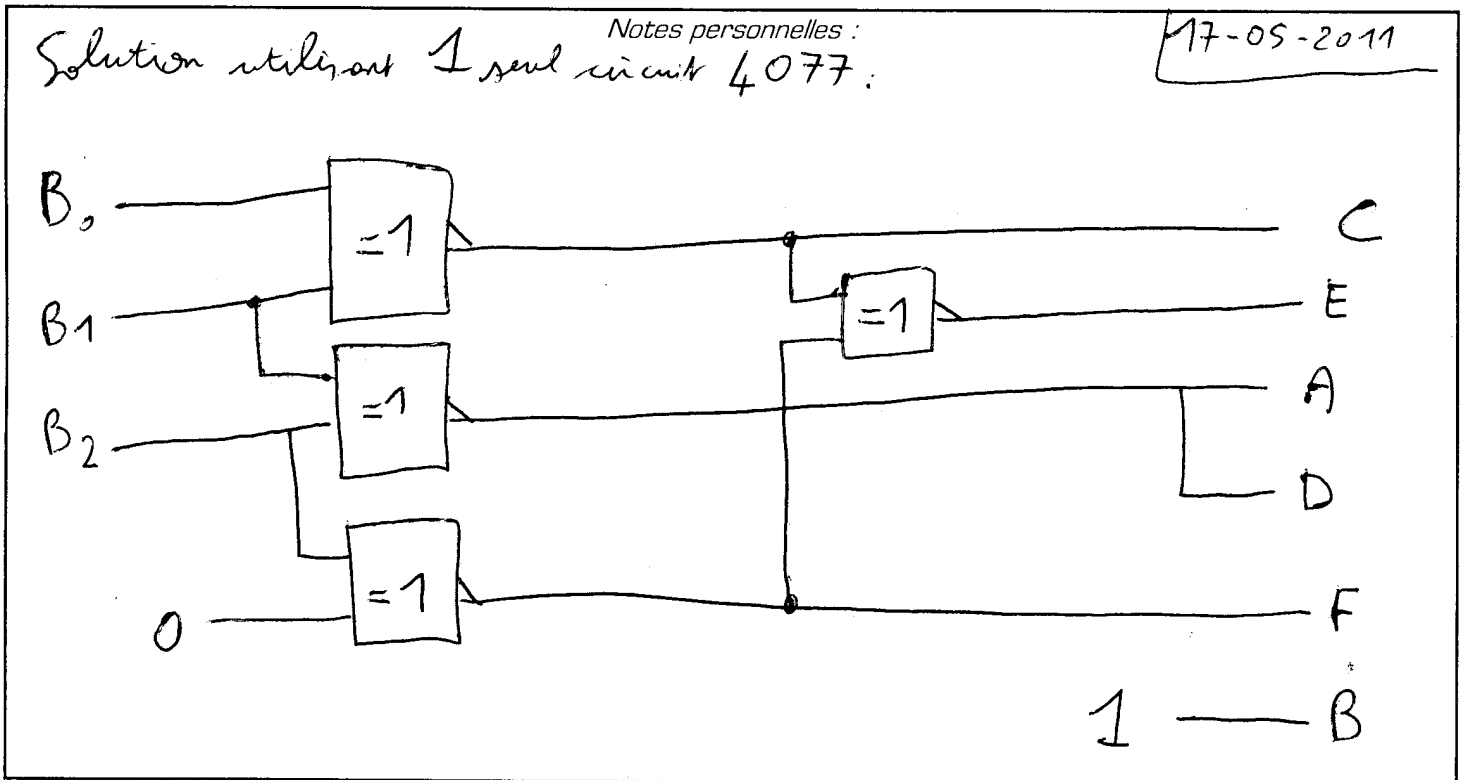 Notes personnelles :
17-05-2011
Solution utilisant 1 seul circuit 4077.
B0
=1
C
=1
E
B1
=1
A
B2
D
=1
0
F
1
B